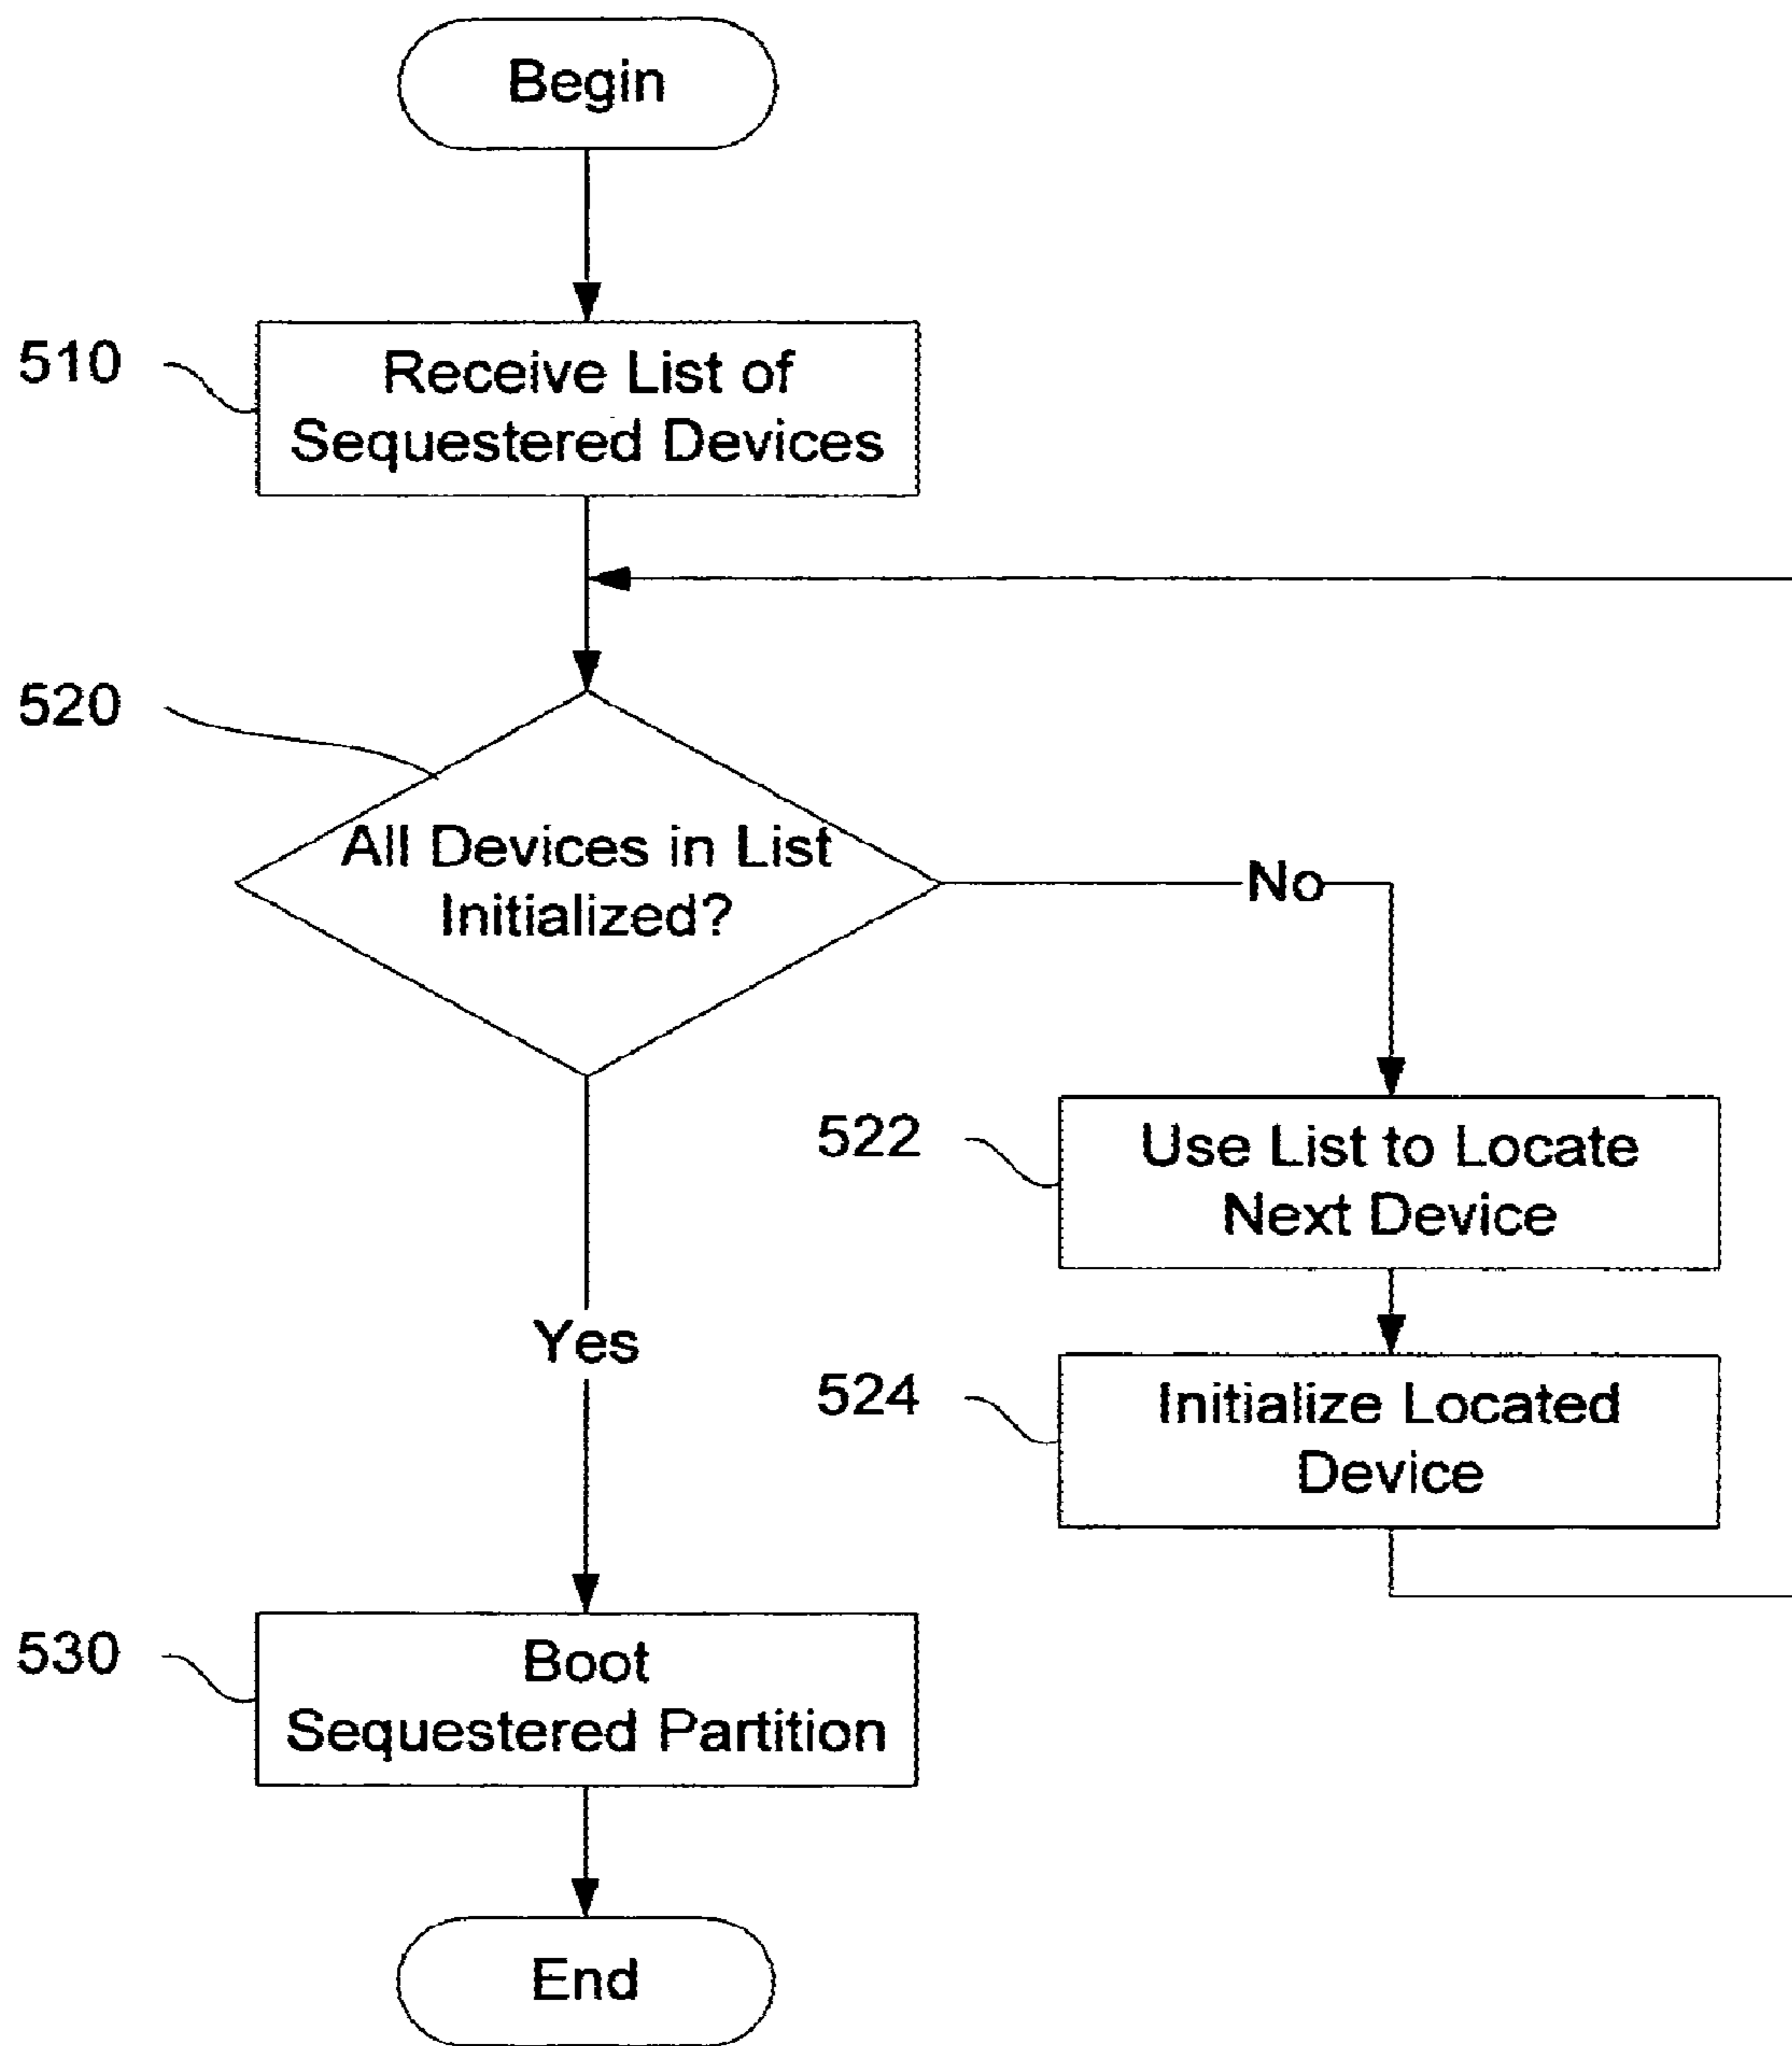 Begin
510
Receive List of
Sequestered Devices
520
All Devices in List
Initialized?
No
522
Use List to Locate
Next Device
Yes
524
Initialize Located
Device
530
Boot
Sequestered Partition
End